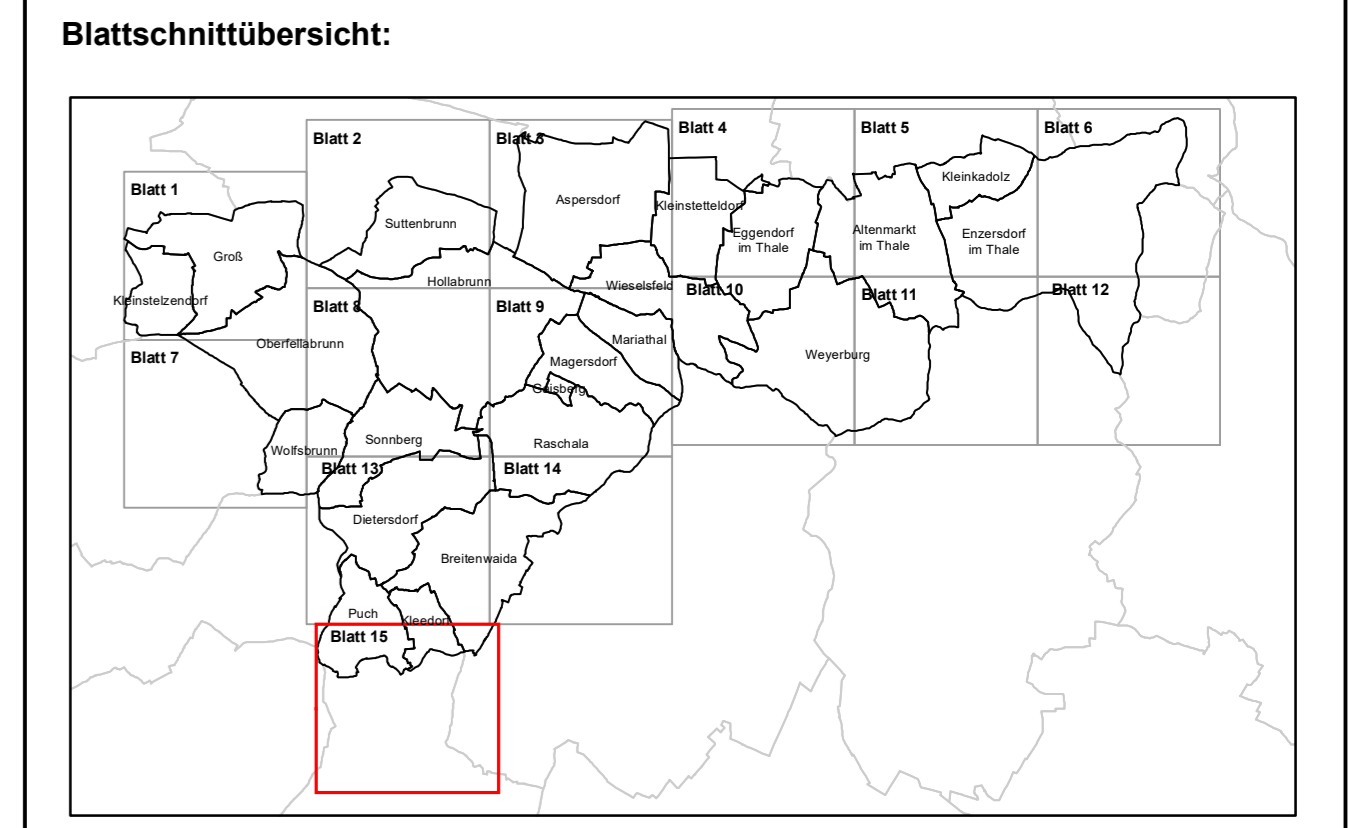 Blattschnittübersicht:
Blatt 4
Blatt 5
Blatt 6
Blatt 2
Blatt 3
Kleinkadolz
Blatt 1
Aspersdorf
Kleinstetteldorf
Suttenbrunn
Eggendorf
im Thale
Altenmarkt
im Thale
Enzersdorf
im Thale
Groß
Hollabrunn
Wieselsfeld
Blatt 10
Blatt 11
Blatt 12
Kleinstelzendorf
Blatt 8
Blatt 9
Oberfellabrunn
Mariathal
Blatt 7
Magersdorf
Weyerburg
Gaisberg
Sonnberg
Raschala
Wolfsbrunn
Blatt 13
Blatt 14
Dietersdorf
Breitenwaida
Puch
Kleedorf
Blatt 15